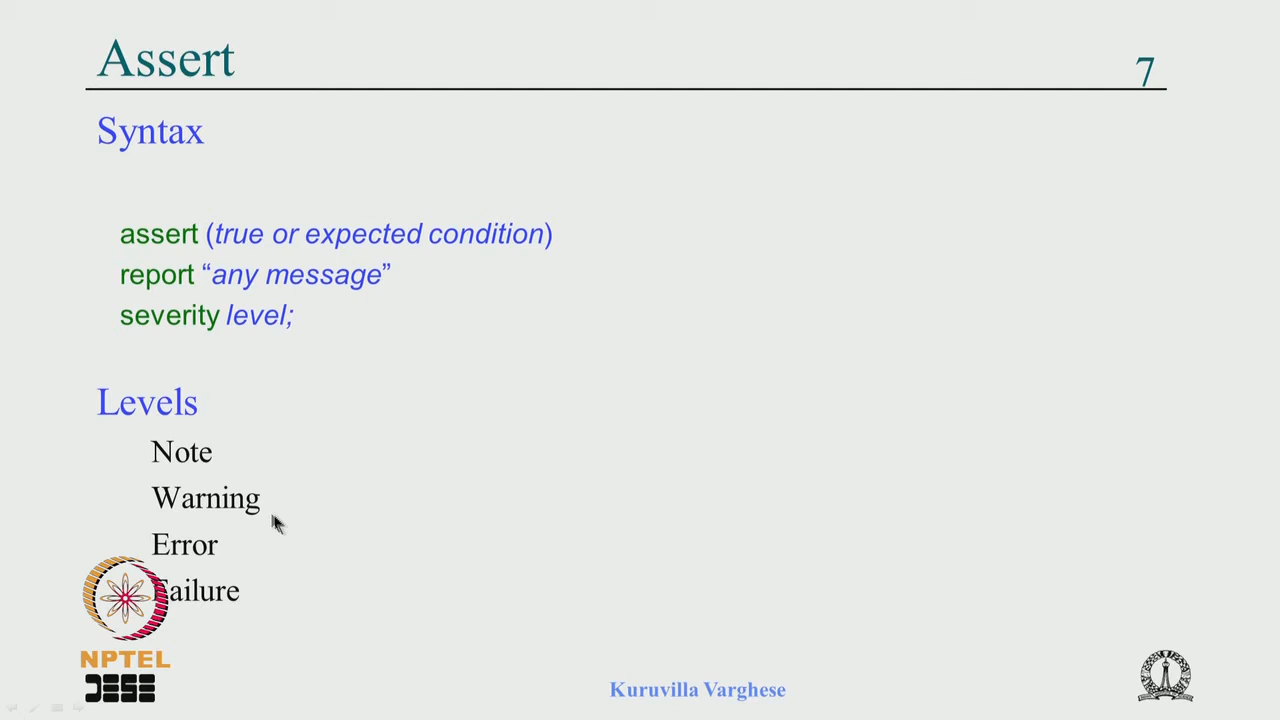 Assert
7
Syntax
assert (true or expected condition)
report “any message”
severity level;
Levels
Note
Warning
Error
Failure
NPTEL
DESE
Kuruvilla Varghese